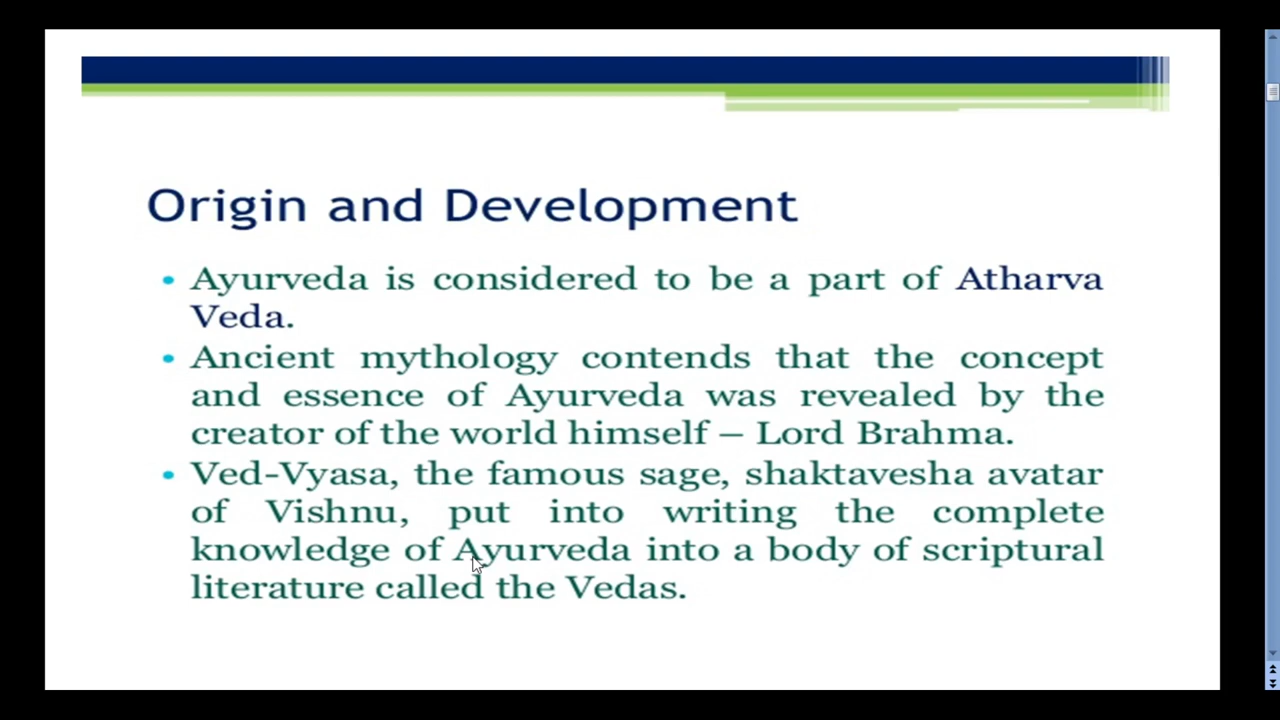 Origin and Development
• Ayurveda is considered to be a part of Atharva
Veda.
• Ancient mythology contends that the concept
and essence of Ayurveda was revealed by the
creator of the world himself – Lord Brahma.
• Ved-Vyasa, the famous sage, shaktavesha avatar
of Vishnu, put into writing the complete
knowledge of Ayurveda into a body of scriptural
literature called the Vedas.